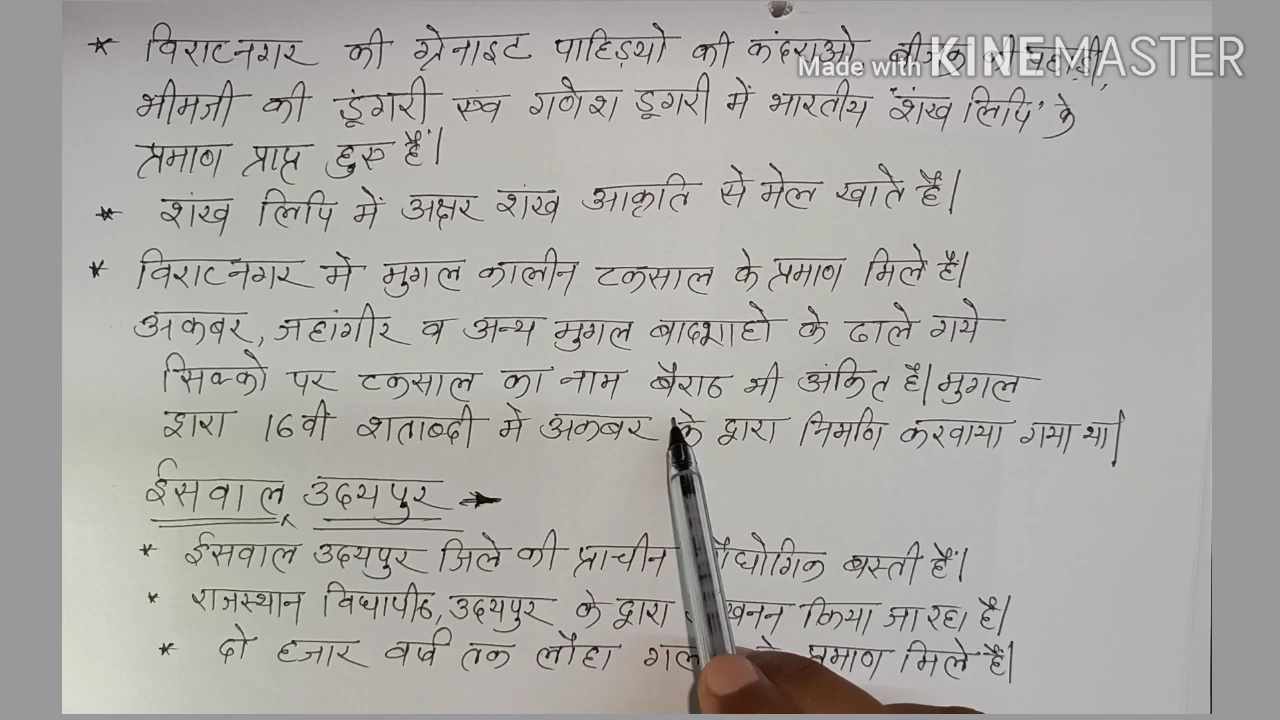 * विराटनगर की ग्रेनाइट पाहिड़यो की कंदराओ, बीजक की पहाड़ी,
Made with KINEMASTER
भीमजी की डूंगरी एवं गणेश डूगरी में भारतीय 'शंख लिपि' के
प्रमाण प्राप्त हुए हैं।
* शंख लिपि में अक्षर शंख आकृति से मेल खाते है।
* विराटनगर मे मुगल कालीन टकसाल के प्रमाण मिले है।
अकबर, जहांगीर व अन्य मुगल बादशाहो के ढाले गये
सिक्को पर टकसाल का नाम बैराठ भी अंकित है। मुगल
द्वारा 16वी शताब्दी मे अकबर के द्वारा निर्माण करवाया गया था।
ईसवाल, उदयपुर →
* ईसवाल उदयपुर जिले की प्राचीन बस्ती हैं।
* राजस्थान विधापीठ, उदयपुर के द्वारा किया जा रहा है।
* दो हजार वर्ष तक लौहा प्रमाण मिले है।